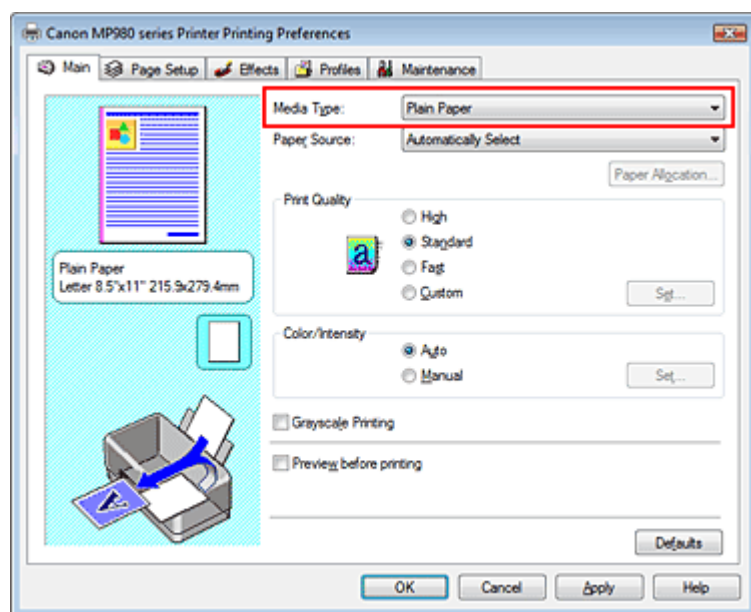 Canon MP980 series Printer Printing Preferences
Main Page Setup Effects Profiles Maintenance
Media Type: Plain Paper
Paper Source: Automatically Select
Paper Allocation...
Print Quality
High
Standard
Fast
Custom Set...
Plain Paper
Letter 8.5"x11" 215.9x279.4mm
Color/Intensity
Auto
Manual Set...
Grayscale Printing
Preview before printing
Defaults
OK Cancel Apply Help